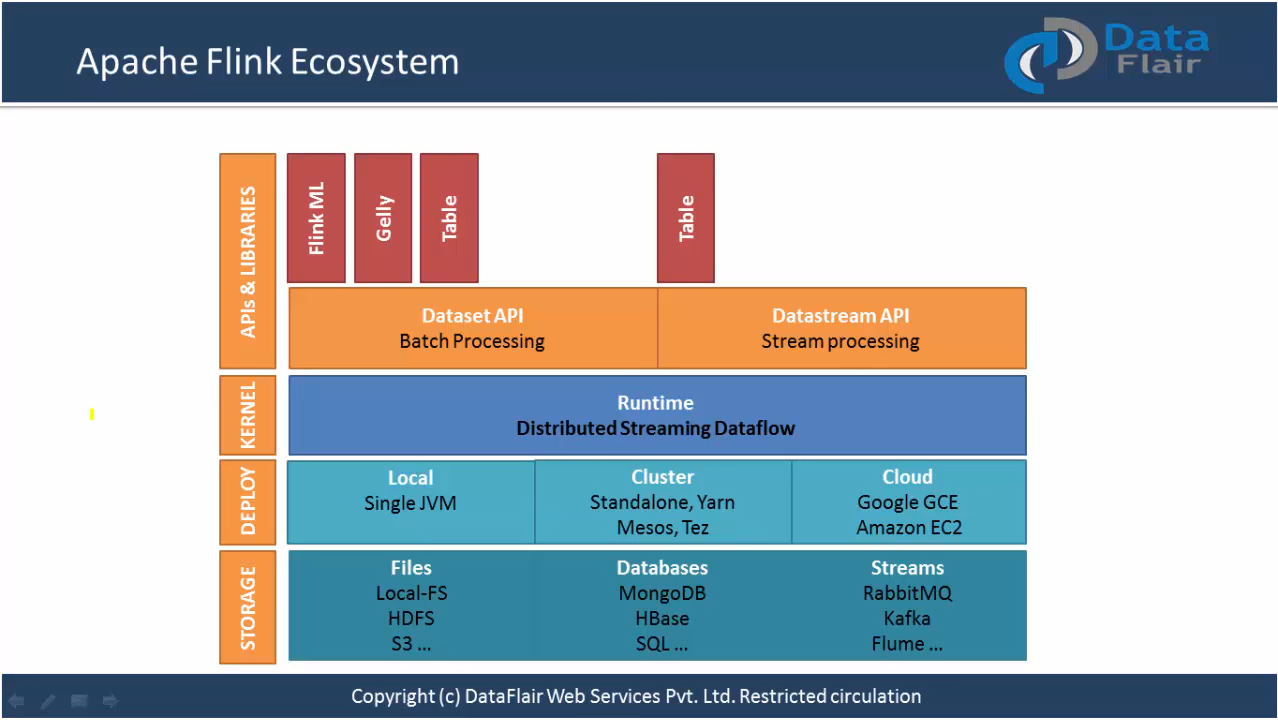 Apache Flink Ecosystem
Data
Flair
APIs & LIBRARIES
Flink ML
Gelly
Table
Table
Dataset API
Batch Processing
Datastream API
Stream processing
KERNEL
Runtime
Distributed Streaming Dataflow
DEPLOY
Local
Single JVM
Cluster
Standalone, Yarn
Mesos, Tez
Cloud
Google GCE
Amazon EC2
STORAGE
Files
Local-FS
HDFS
S3 ...
Databases
MongoDB
HBase
SQL ...
Streams
RabbitMQ
Kafka
Flume ...
Copyright (c) DataFlair Web Services Pvt. Ltd. Restricted circulation